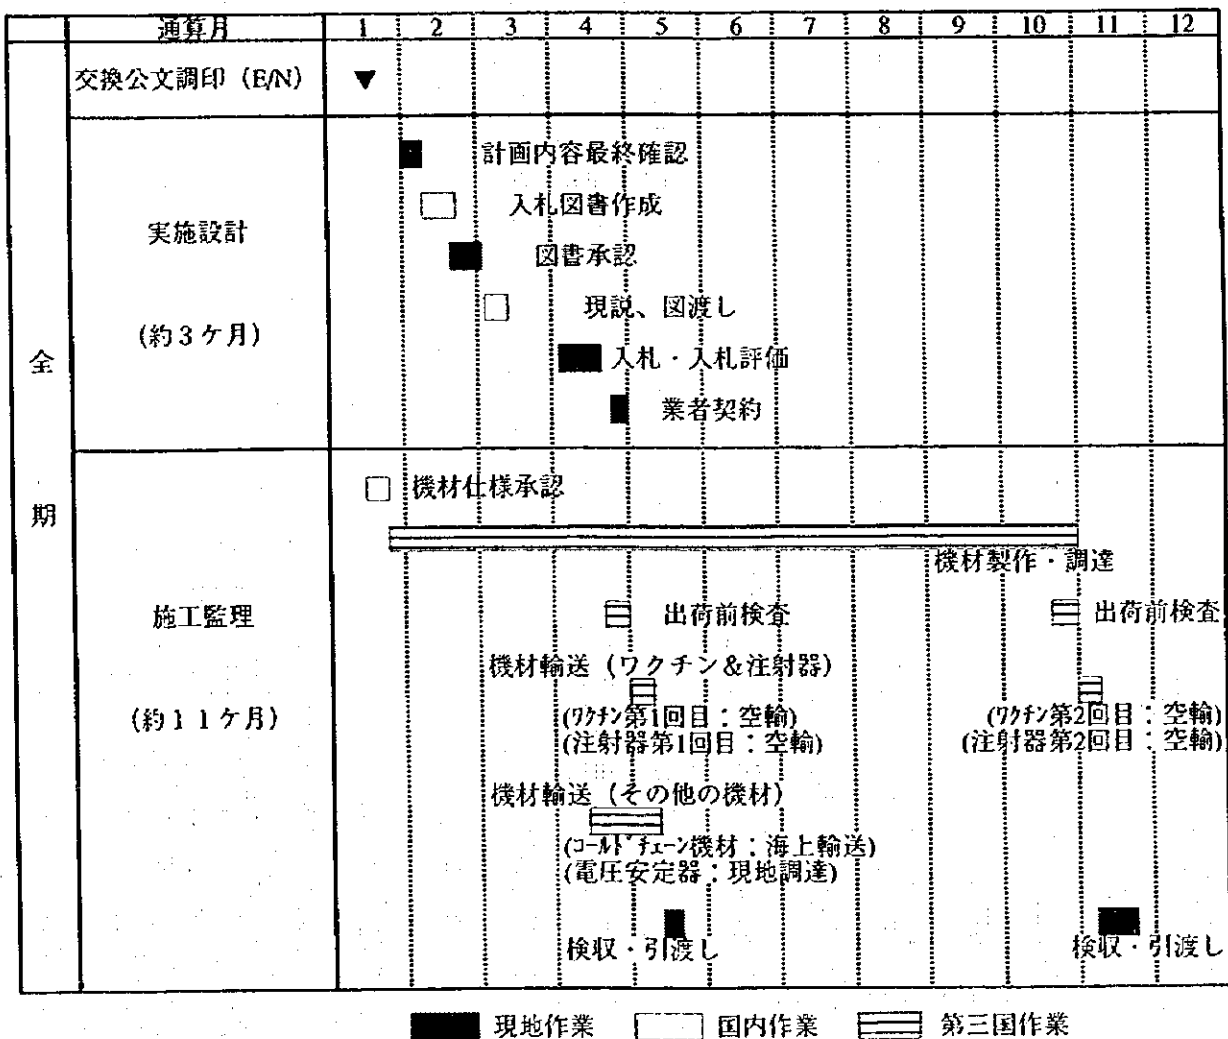 通算月 1 2 3 4 5 6 7 8 9 10 11 12
全期
交換公文調印（E/N）
実施設計
(約3ケ月)
計画内容最終確認
入札図書作成
図書承認
現説、図渡し
入札・入札評価
業者契約
施工監理
(約11ケ月)
機材仕様承認
機材製作・調達
出荷前検査 出荷前検査
機材輸送（ワクチン＆注射器）
(ワクチン第1回目：空輸) (ワクチン第2回目：空輸)
(注射器第1回目：空輸) (注射器第2回目：空輸)
機材輸送（その他の機材）
(コールドチェーン機材：海上輸送)
(電圧安定器：現地調達)
検収・引渡し 検収・引渡し
現地作業 国内作業 第三国作業